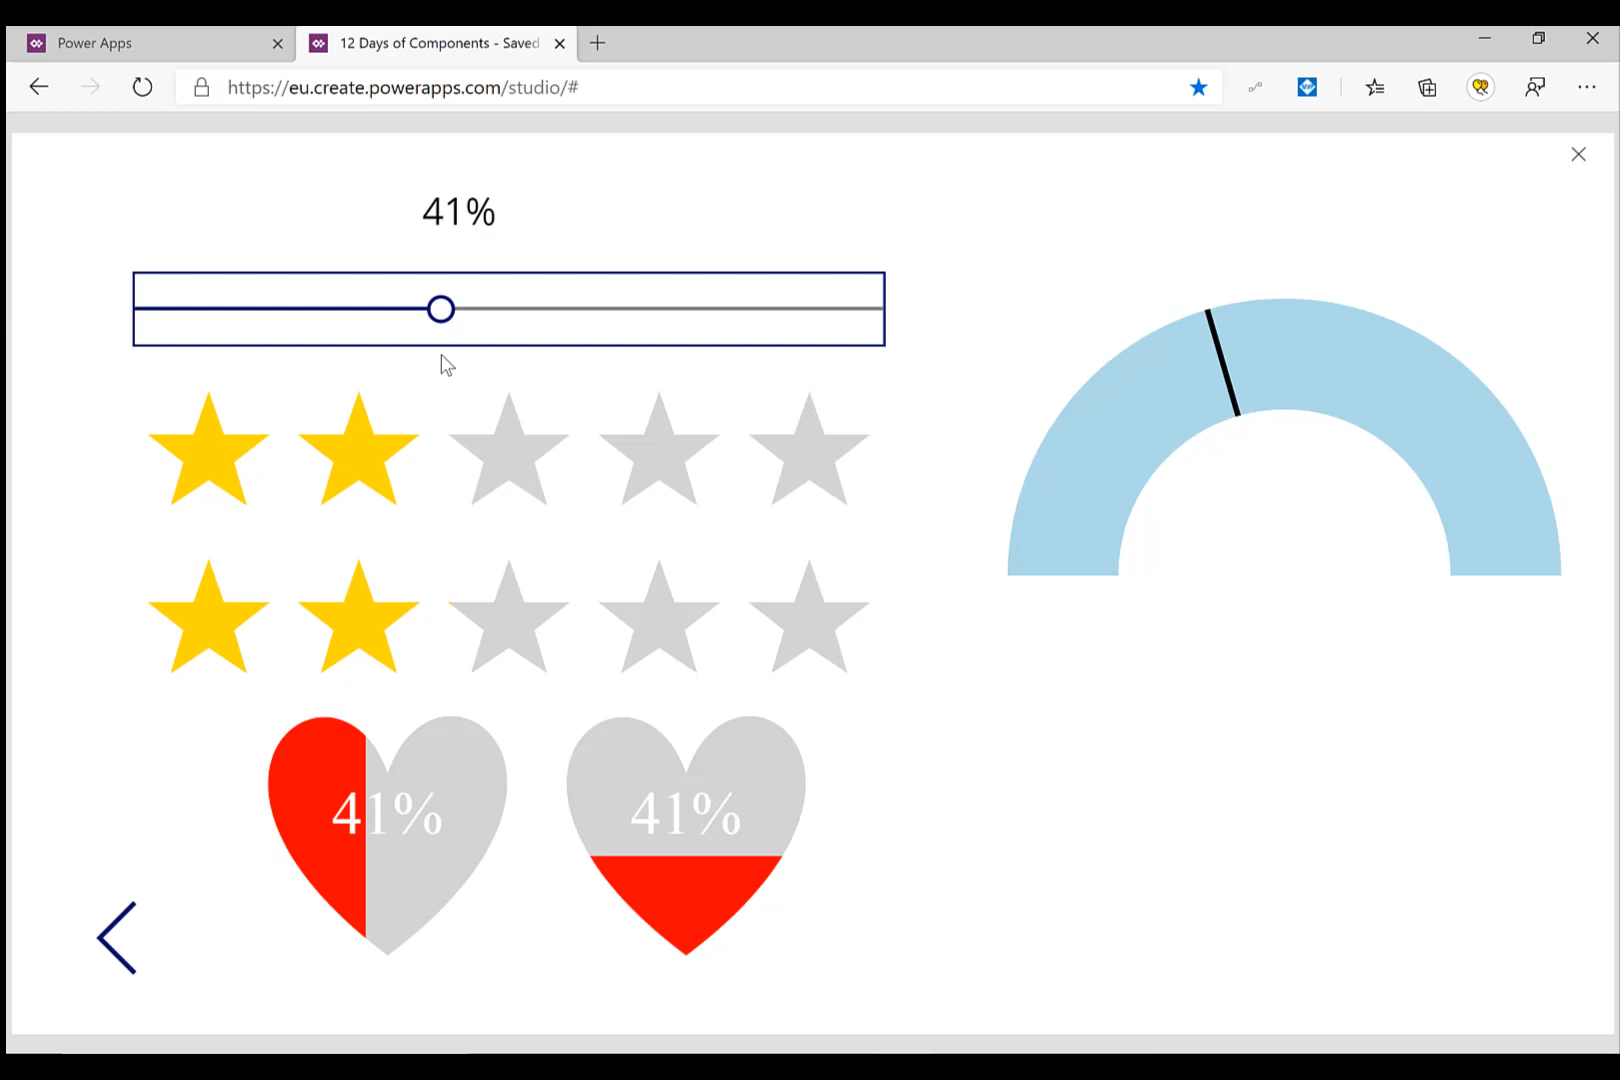 Power Apps
12 Days of Components - Saved
https://eu.create.powerapps.com/studio/#
41%
41%
41%